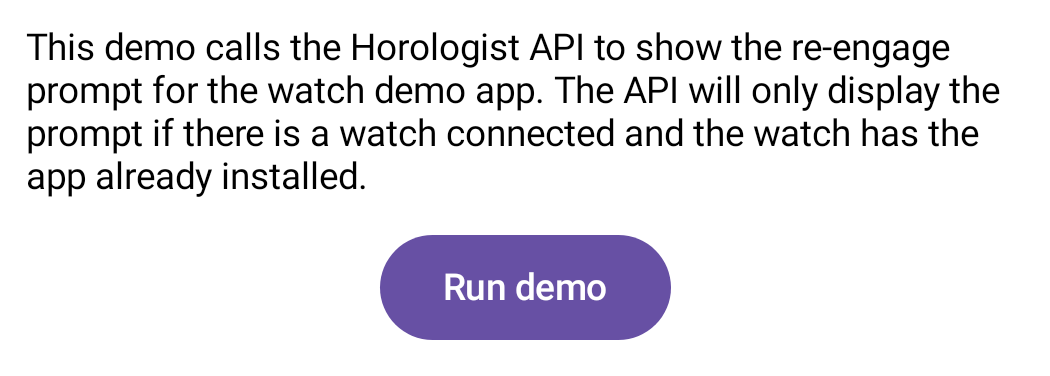 This demo calls the Horologist API to show the re-engage
prompt for the watch demo app. The API will only display the
prompt if there is a watch connected and the watch has the
app already installed.
Run demo